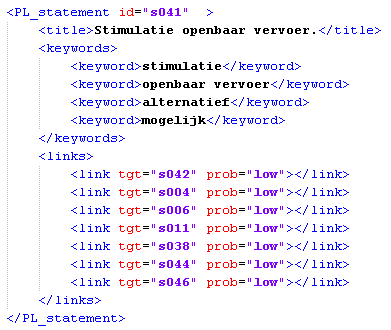 <PL_statement id="s041"  >
<title>Stimulatie openbaar vervoer.</title>
<keywords>
<keyword>stimulatie</keyword>
<keyword>openbaar vervoer</keyword>
<keyword>alternatief</keyword>
<keyword>mogelijk</keyword>
</keywords>
<links>
<link tgt="s042" prob="low"></link>
<link tgt="s004" prob="low"></link>
<link tgt="s006" prob="low"></link>
<link tgt="s011" prob="low"></link>
<link tgt="s038" prob="low"></link>
<link tgt="s044" prob="low"></link>
<link tgt="s046" prob="low"></link>
</links>
</PL_statement>